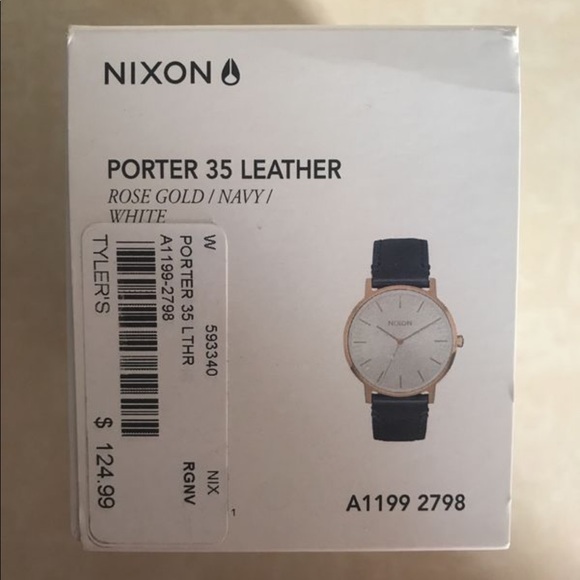 NIXON
PORTER 35 LEATHER
ROSE GOLD / NAVY /
WHITE
W 593340 NIX
PORTER 35 LTHR RGNV
A1199-2798
TYLER'S $ 124.99
1
NIXON
A1199 2798